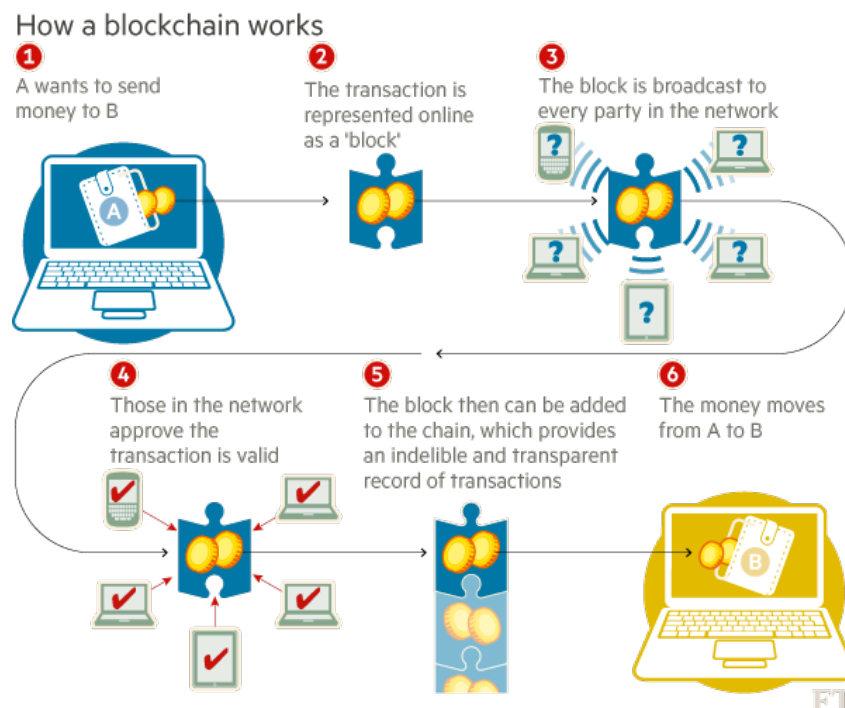 How a blockchain works
1
A wants to send
money to B
2
The transaction is
represented online
as a 'block'
3
The block is broadcast to
every party in the network
A
?
?
?
?
?
4
Those in the network
approve the
transaction is valid
5
The block then can be added
to the chain, which provides
an indelible and transparent
record of transactions
6
The money moves
from A to B
B
FT